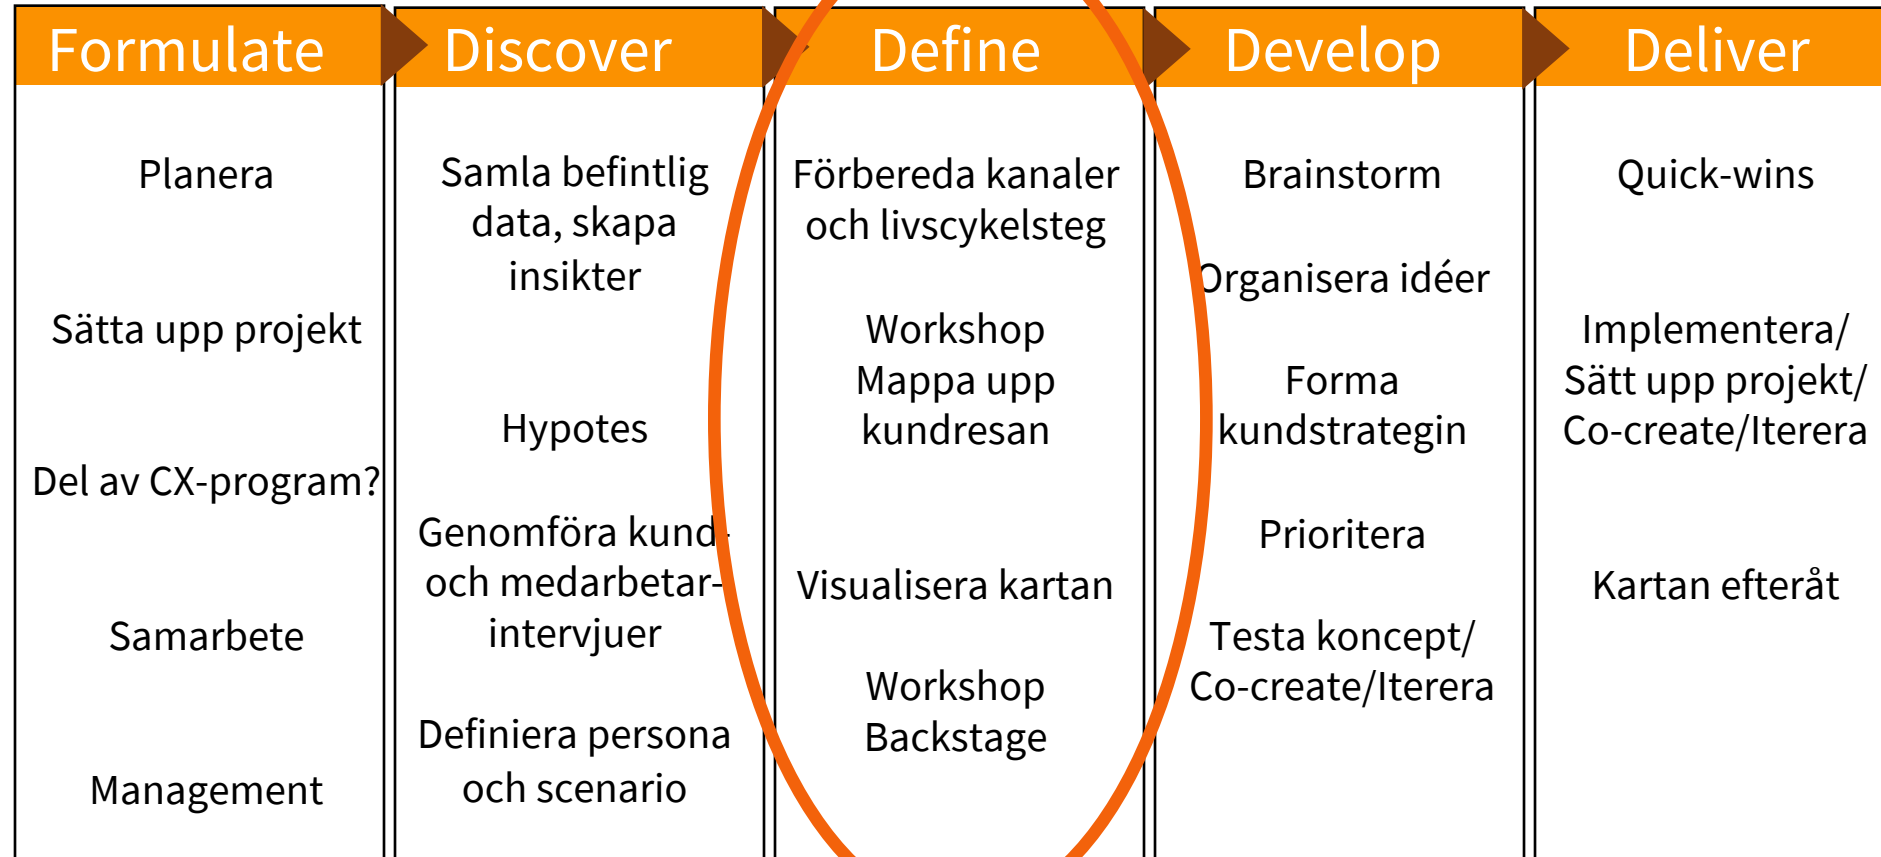 Formulate
Planera
Sätta upp projekt
Del av CX-program?
Samarbete
Management
Discover
Samla befintlig
data, skapa
insikter
Hypotes
Genomföra kund-
och medarbetar-
intervjuer
Definiera persona
och scenario
Define
Förbereda kanaler
och livscykelsteg
Workshop
Mappa upp
kundresan
Visualisera kartan
Workshop
Backstage
Develop
Brainstorm
Organisera idéer
Forma
kundstrategin
Prioritera
Testa koncept/
Co-create/Iterera
Deliver
Quick-wins
Implementera/
Sätt upp projekt/
Co-create/Iterera
Kartan efteråt